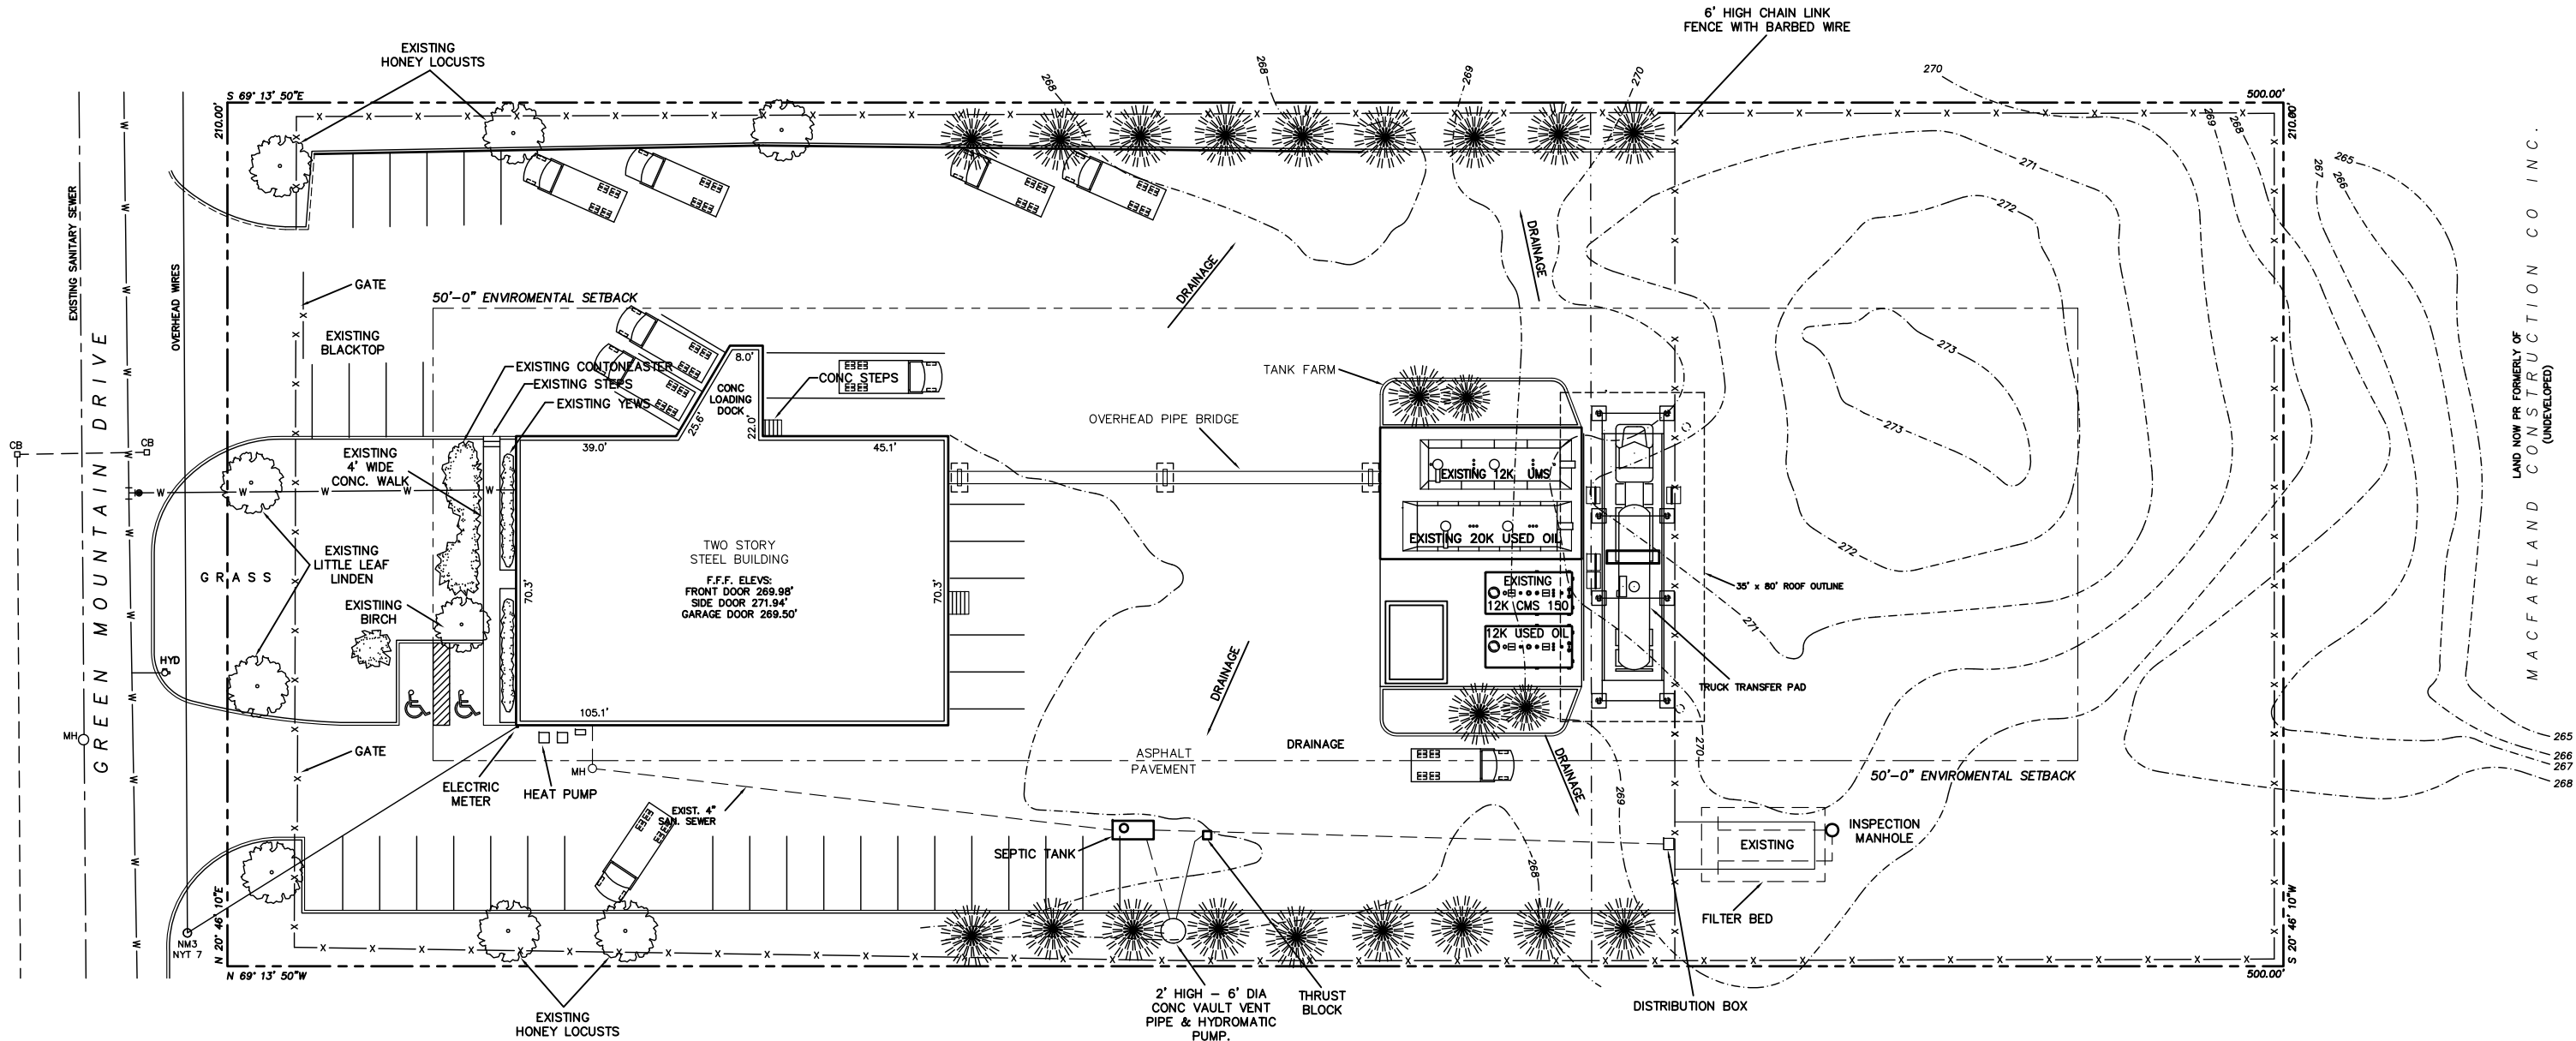 6' HIGH CHAIN LINK
FENCE WITH BARBED WIRE
EXISTING
HONEY LOCUSTS
S 69° 13' 50"E
500.00'
210.00'
210.00'
268
268
269
270
270
269
268
267
266
265
271
272
273
273
272
271
270
269
268
265
266
267
268
EXISTING SANITARY SEWER
OVERHEAD WIRES
GREEN MOUNTAIN DRIVE
GATE
50'-0" ENVIROMENTAL SETBACK
EXISTING
BLACKTOP
DRAINAGE
DRAINAGE
EXISTING CONTONEASTER
EXISTING STEPS
EXISTING YEWS
8.0'
CONC
LOADING
DOCK
25.6'
22.0'
CONC STEPS
TANK FARM
OVERHEAD PIPE BRIDGE
CB
CB
EXISTING
4' WIDE
CONC. WALK
39.0'
45.1'
EXISTING 12K UMS
EXISTING 20K USED OIL
TWO STORY
STEEL BUILDING
F.F.F. ELEVS:
FRONT DOOR 269.98'
SIDE DOOR 271.94'
GARAGE DOOR 269.50'
70.3'
70.3'
105.1'
GRASS
EXISTING
LITTLE LEAF
LINDEN
EXISTIING
BIRCH
EXISTING
12K CMS 150
12K USED OIL
35' x 80' ROOF OUTLINE
TRUCK TRANSFER PAD
HYD
MH
GATE
ELECTRIC
METER
HEAT PUMP
MH
DRAINAGE
DRAINAGE
DRAINAGE
ASPHALT
PAVEMENT
50'-0" ENVIROMENTAL SETBACK
EXIST. 4"
SAN. SEWER
SEPTIC TANK
EXISTING
INSPECTION
MANHOLE
FILTER BED
DISTRIBUTION BOX
THRUST
BLOCK
2' HIGH - 6' DIA
CONC VAULT VENT
PIPE & HYDROMATIC
PUMP.
EXISTING
HONEY LOCUSTS
NM3
NYT 7
N 20° 46' 10"E
N 69° 13' 50"W
S 20° 46' 10"W
500.00'
LAND NOW PR FORMERLY OF
MACFARLAND CONSTRUCTION CO INC.
(UNDEVELOPED)